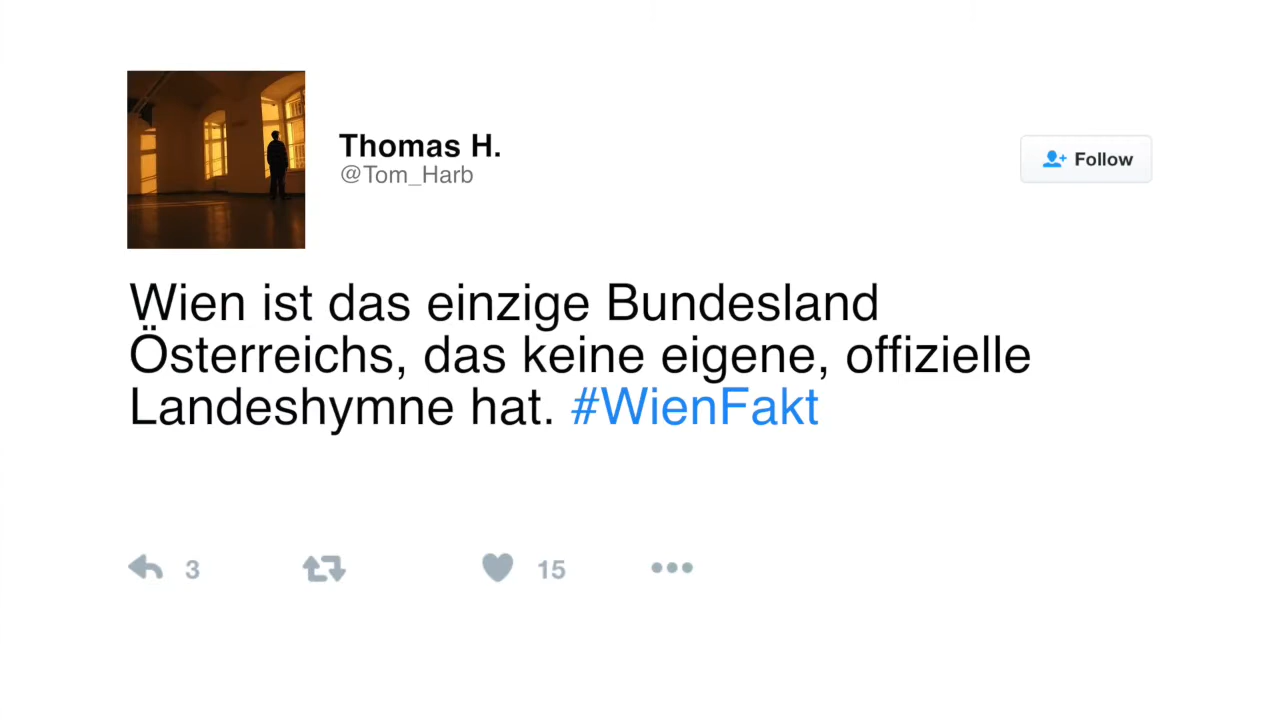 Thomas H.
@Tom_Harb
Follow
Wien ist das einzige Bundesland
Österreichs, das keine eigene, offizielle
Landeshymne hat. #WienFakt
3
15